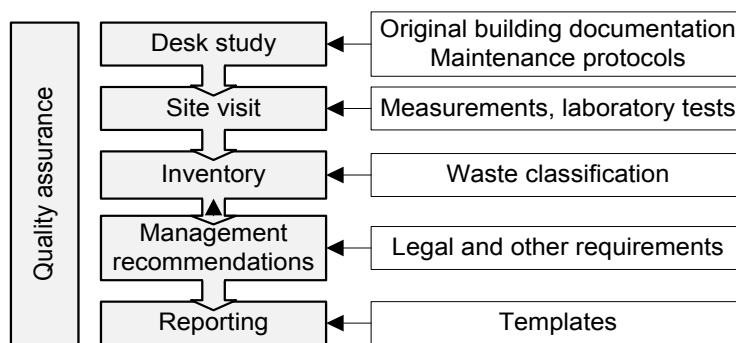 Quality assurance
Desk study
Original building documentation
Maintenance protocols
Site visit
Measurements, laboratory tests
Inventory
Waste classification
Management
recommendations
Legal and other requirements
Reporting
Templates